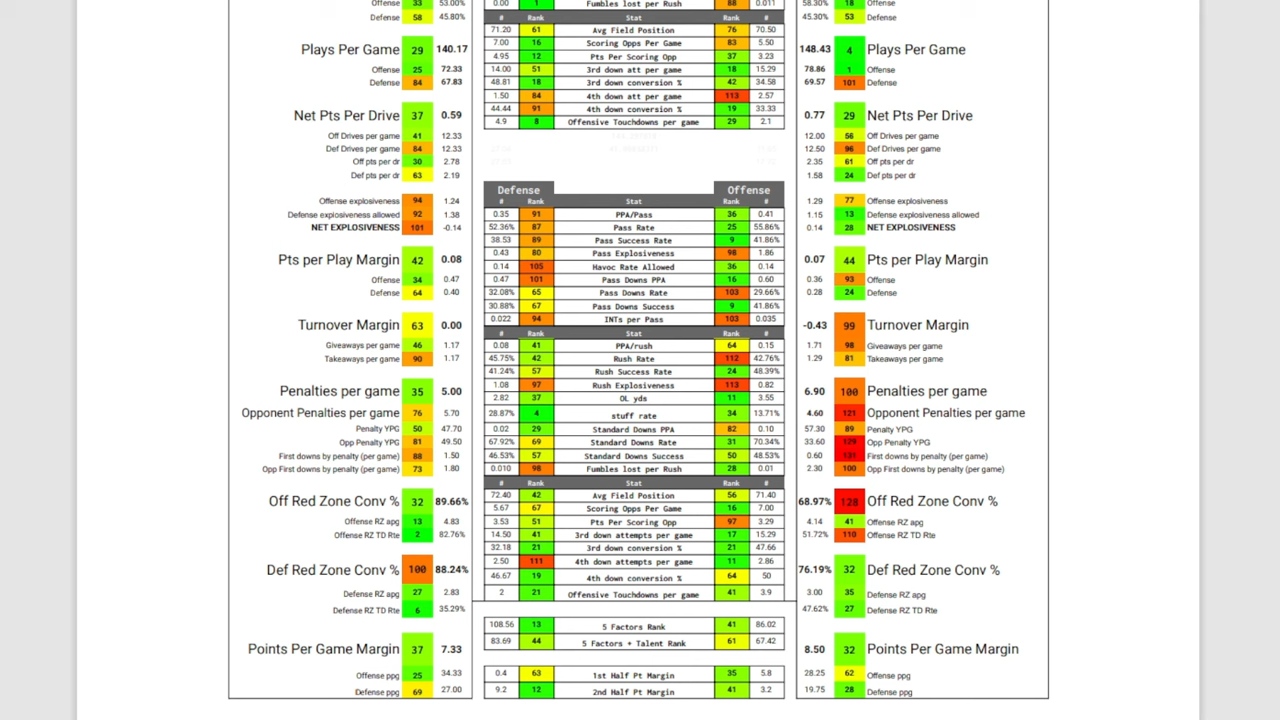 Offense 33 53.00% 0.00 1 Fumbles lost per Rush 88 0.011 58.30% 18 Offense
Defense 58 45.80% # Rank Stat Rank # 45.30% 53 Defense
71.20 61 Avg Field Position 76 70.50
Plays Per Game 29 140.17 7.00 16 Scoring Opps Per Game 83 5.50 148.43 4 Plays Per Game
4.95 12 Pts Per Scoring Opp 37 3.23
Offense 25 72.33 14.00 51 3rd down att per game 18 15.29 78.86 1 Offense
Defense 84 67.83 48.81 18 3rd down conversion % 42 34.58 69.57 101 Defense
1.50 84 4th down att per game 113 2.57
Net Pts Per Drive 37 0.59 44.44 91 4th down conversion % 19 33.33 0.77 29 Net Pts Per Drive
4.9 8 Offensive Touchdowns per game 29 2.1
Off Drives per game 41 12.33 12.00 56 Off Drives per game
Def Drives per game 84 12.33 12.50 96 Def Drives per game
Off pts per dr 30 2.78 2.35 61 Off pts per dr
Def pts per dr 63 2.19 1.58 24 Def pts per dr
Defense Offense
Offense explosiveness 94 1.24 # Rank Stat Rank # 1.29 77 Offense explosiveness
Defense explosiveness allowed 92 1.38 0.35 91 PPA/Pass 36 0.41 1.15 13 Defense explosiveness allowed
NET EXPLOSIVENESS 101 -0.14 52.36% 87 Pass Rate 25 55.86% 0.14 28 NET EXPLOSIVENESS
38.53 89 Pass Success Rate 9 41.86%
Pts per Play Margin 42 0.08 0.43 80 Pass Explosiveness 98 1.86 0.07 44 Pts per Play Margin
0.14 105 Havoc Rate Allowed 36 0.14
Offense 34 0.47 0.47 101 Pass Downs PPA 16 0.60 0.36 93 Offense
Defense 64 0.40 32.08% 65 Pass Downs Rate 103 29.66% 0.28 24 Defense
30.88% 67 Pass Downs Success 9 41.86%
Turnover Margin 63 0.00 0.022 94 INTs per Pass 103 0.035 -0.43 99 Turnover Margin
# Rank Stat Rank #
Giveaways per game 46 1.17 0.08 41 PPA/rush 64 0.15 1.71 98 Giveaways per game
Takeaways per game 90 1.17 45.75% 42 Rush Rate 112 42.76% 1.29 81 Takeaways per game
41.24% 57 Rush Success Rate 24 48.39%
Penalties per game 35 5.00 1.08 97 Rush Explosiveness 113 0.82 6.90 100 Penalties per game
2.82 37 OL yds 11 3.55
Opponent Penalties per game 76 5.70 28.87% 4 stuff rate 34 13.71% 4.60 121 Opponent Penalties per game
Penalty YPG 50 47.70 0.02 29 Standard Downs PPA 82 0.10 57.30 89 Penalty YPG
Opp Penalty YPG 81 49.50 67.92% 69 Standard Downs Rate 31 70.34% 33.60 129 Opp Penalty YPG
First downs by penalty (per game) 88 1.50 46.53% 57 Standard Downs Success 50 48.53% 0.60 131 First downs by penalty (per game)
Opp First downs by penalty (per game) 73 1.80 0.010 98 Fumbles lost per Rush 28 0.01 2.30 100 Opp First downs by penalty (per game)
# Rank Stat Rank #
Off Red Zone Conv % 32 89.66% 72.40 42 Avg Field Position 56 71.40 68.97% 128 Off Red Zone Conv %
5.67 67 Scoring Opps Per Game 16 7.00
Offense RZ apg 13 4.83 3.53 51 Pts Per Scoring Opp 97 3.29 4.14 41 Offense RZ apg
Offense RZ TD Rte 2 82.76% 14.50 41 3rd down attempts per game 17 15.29 51.72% 110 Offense RZ TD Rte
32.18 21 3rd down conversion % 21 47.66
Def Red Zone Conv % 100 88.24% 2.50 111 4th down attempts per game 11 2.86 76.19% 32 Def Red Zone Conv %
46.67 19 4th down conversion % 64 50
Defense RZ apg 27 2.83 2 21 Offensive Touchdowns per game 41 3.9 3.00 35 Defense RZ apg
Defense RZ TD Rte 6 35.29% 47.62% 27 Defense RZ TD Rte
108.56 13 5 Factors Rank 41 86.02
83.69 44 5 Factors + Talent Rank 61 67.42
Points Per Game Margin 37 7.33 8.50 32 Points Per Game Margin
Offense ppg 25 34.33 0.4 63 1st Half Pt Margin 35 5.8 28.25 62 Offense ppg
Defense ppg 69 27.00 9.2 12 2nd Half Pt Margin 41 3.2 19.75 28 Defense ppg